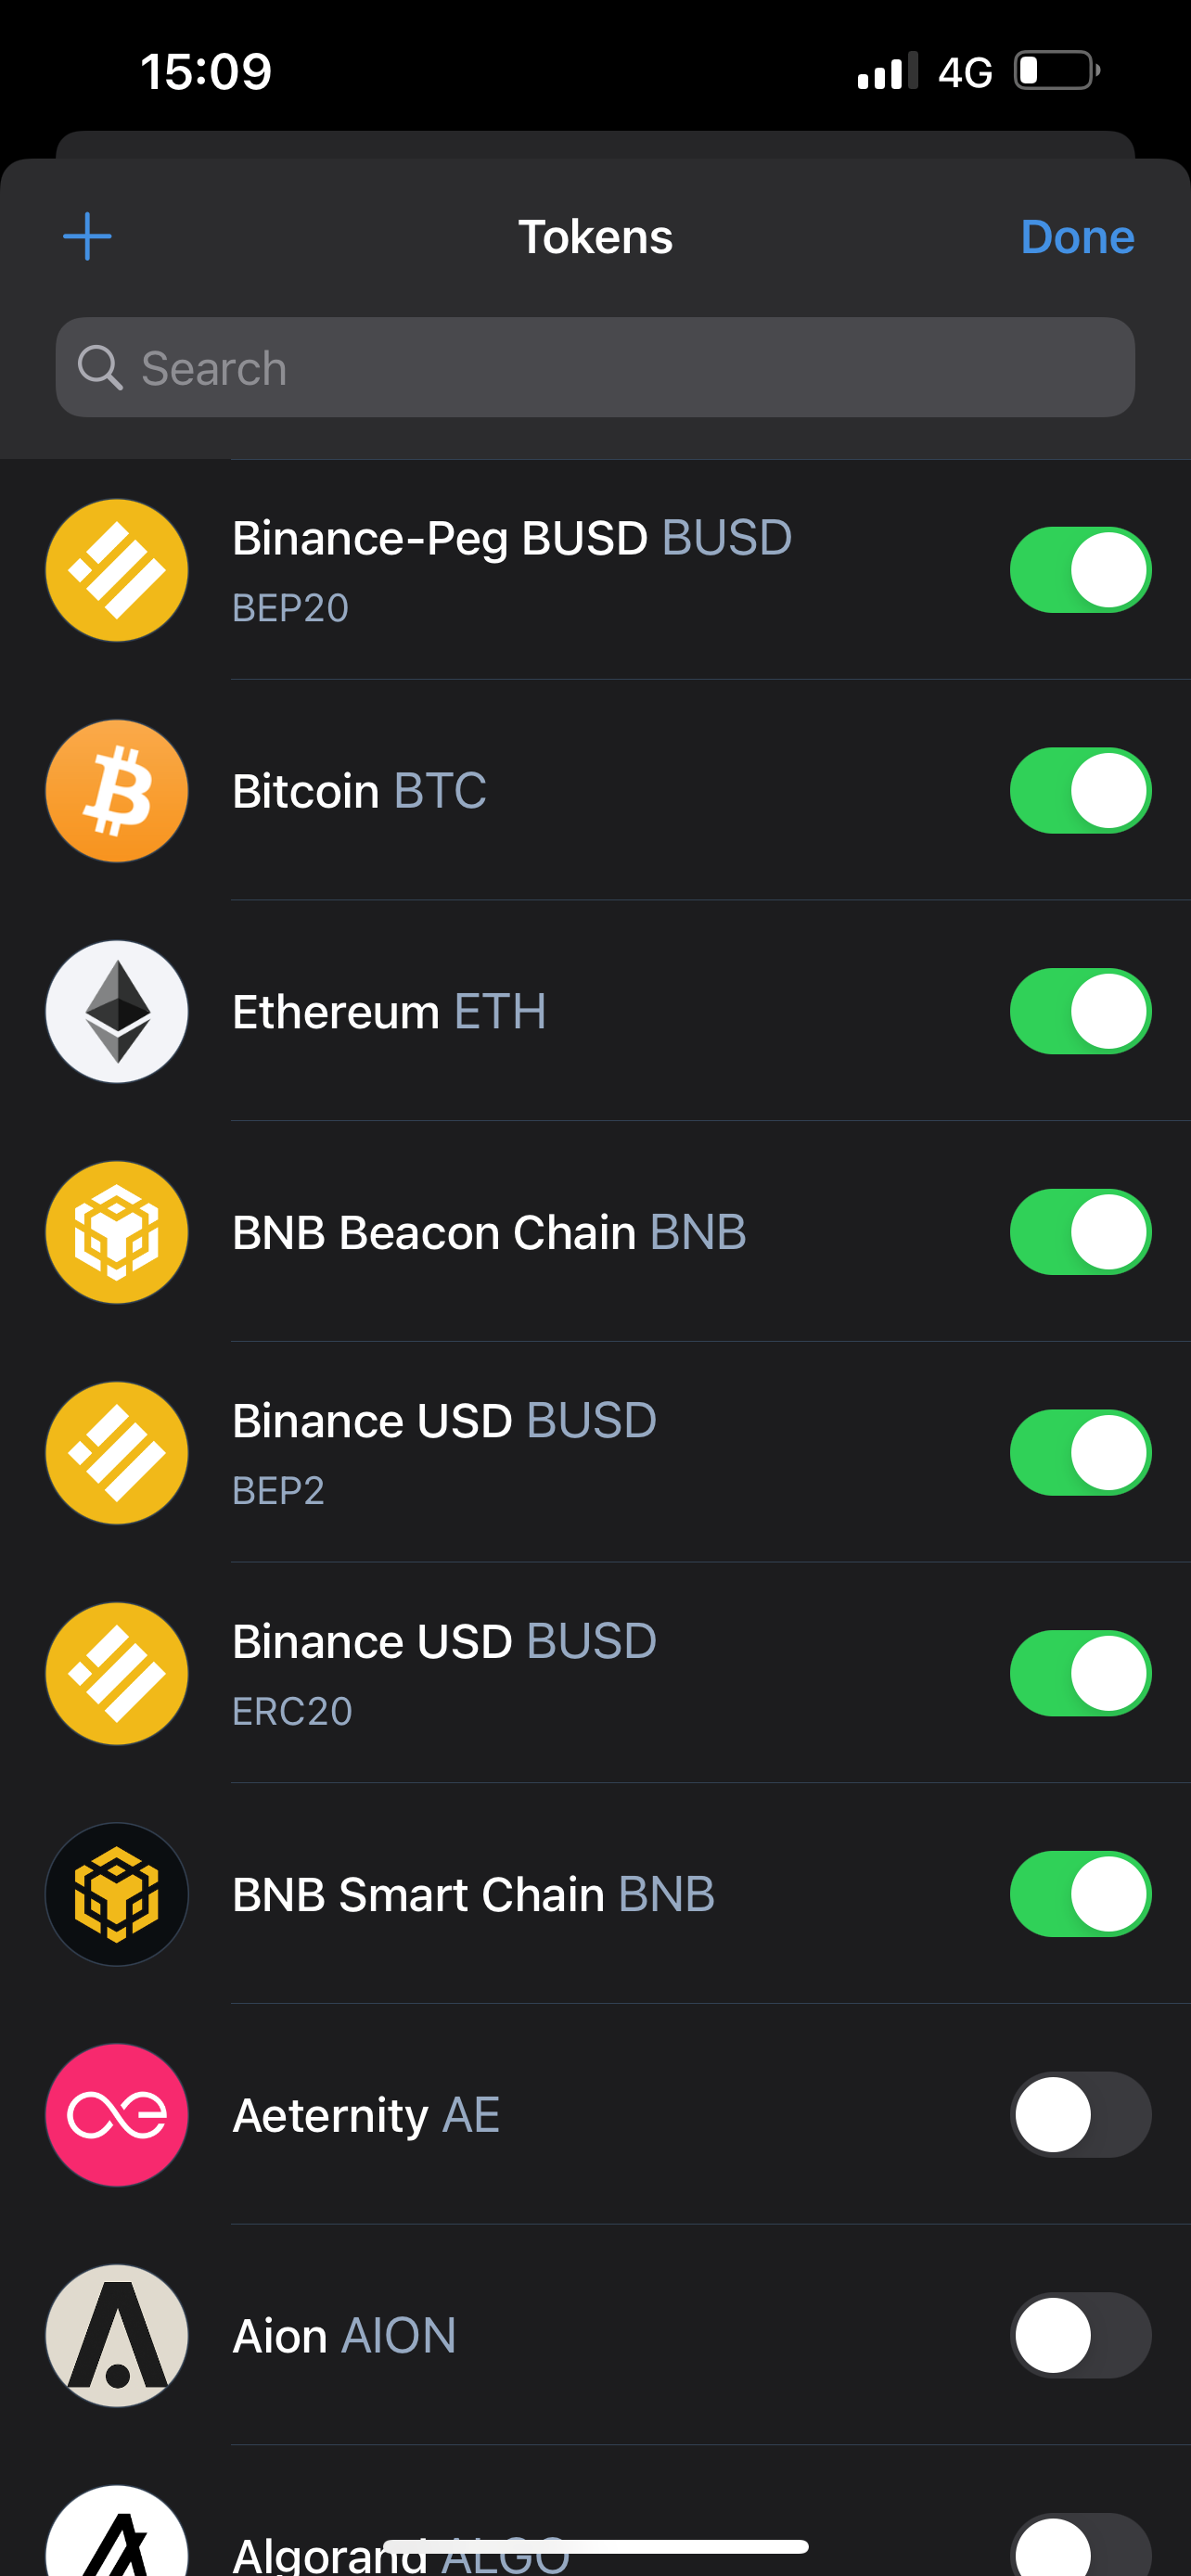 15:09 4G
Tokens Done
Search
Binance-Peg BUSD BUSD
BEP20
Bitcoin BTC
Ethereum ETH
BNB Beacon Chain BNB
Binance USD BUSD
BEP2
Binance USD BUSD
ERC20
BNB Smart Chain BNB
Aeternity AE
Aion AION
Algorand ALGO